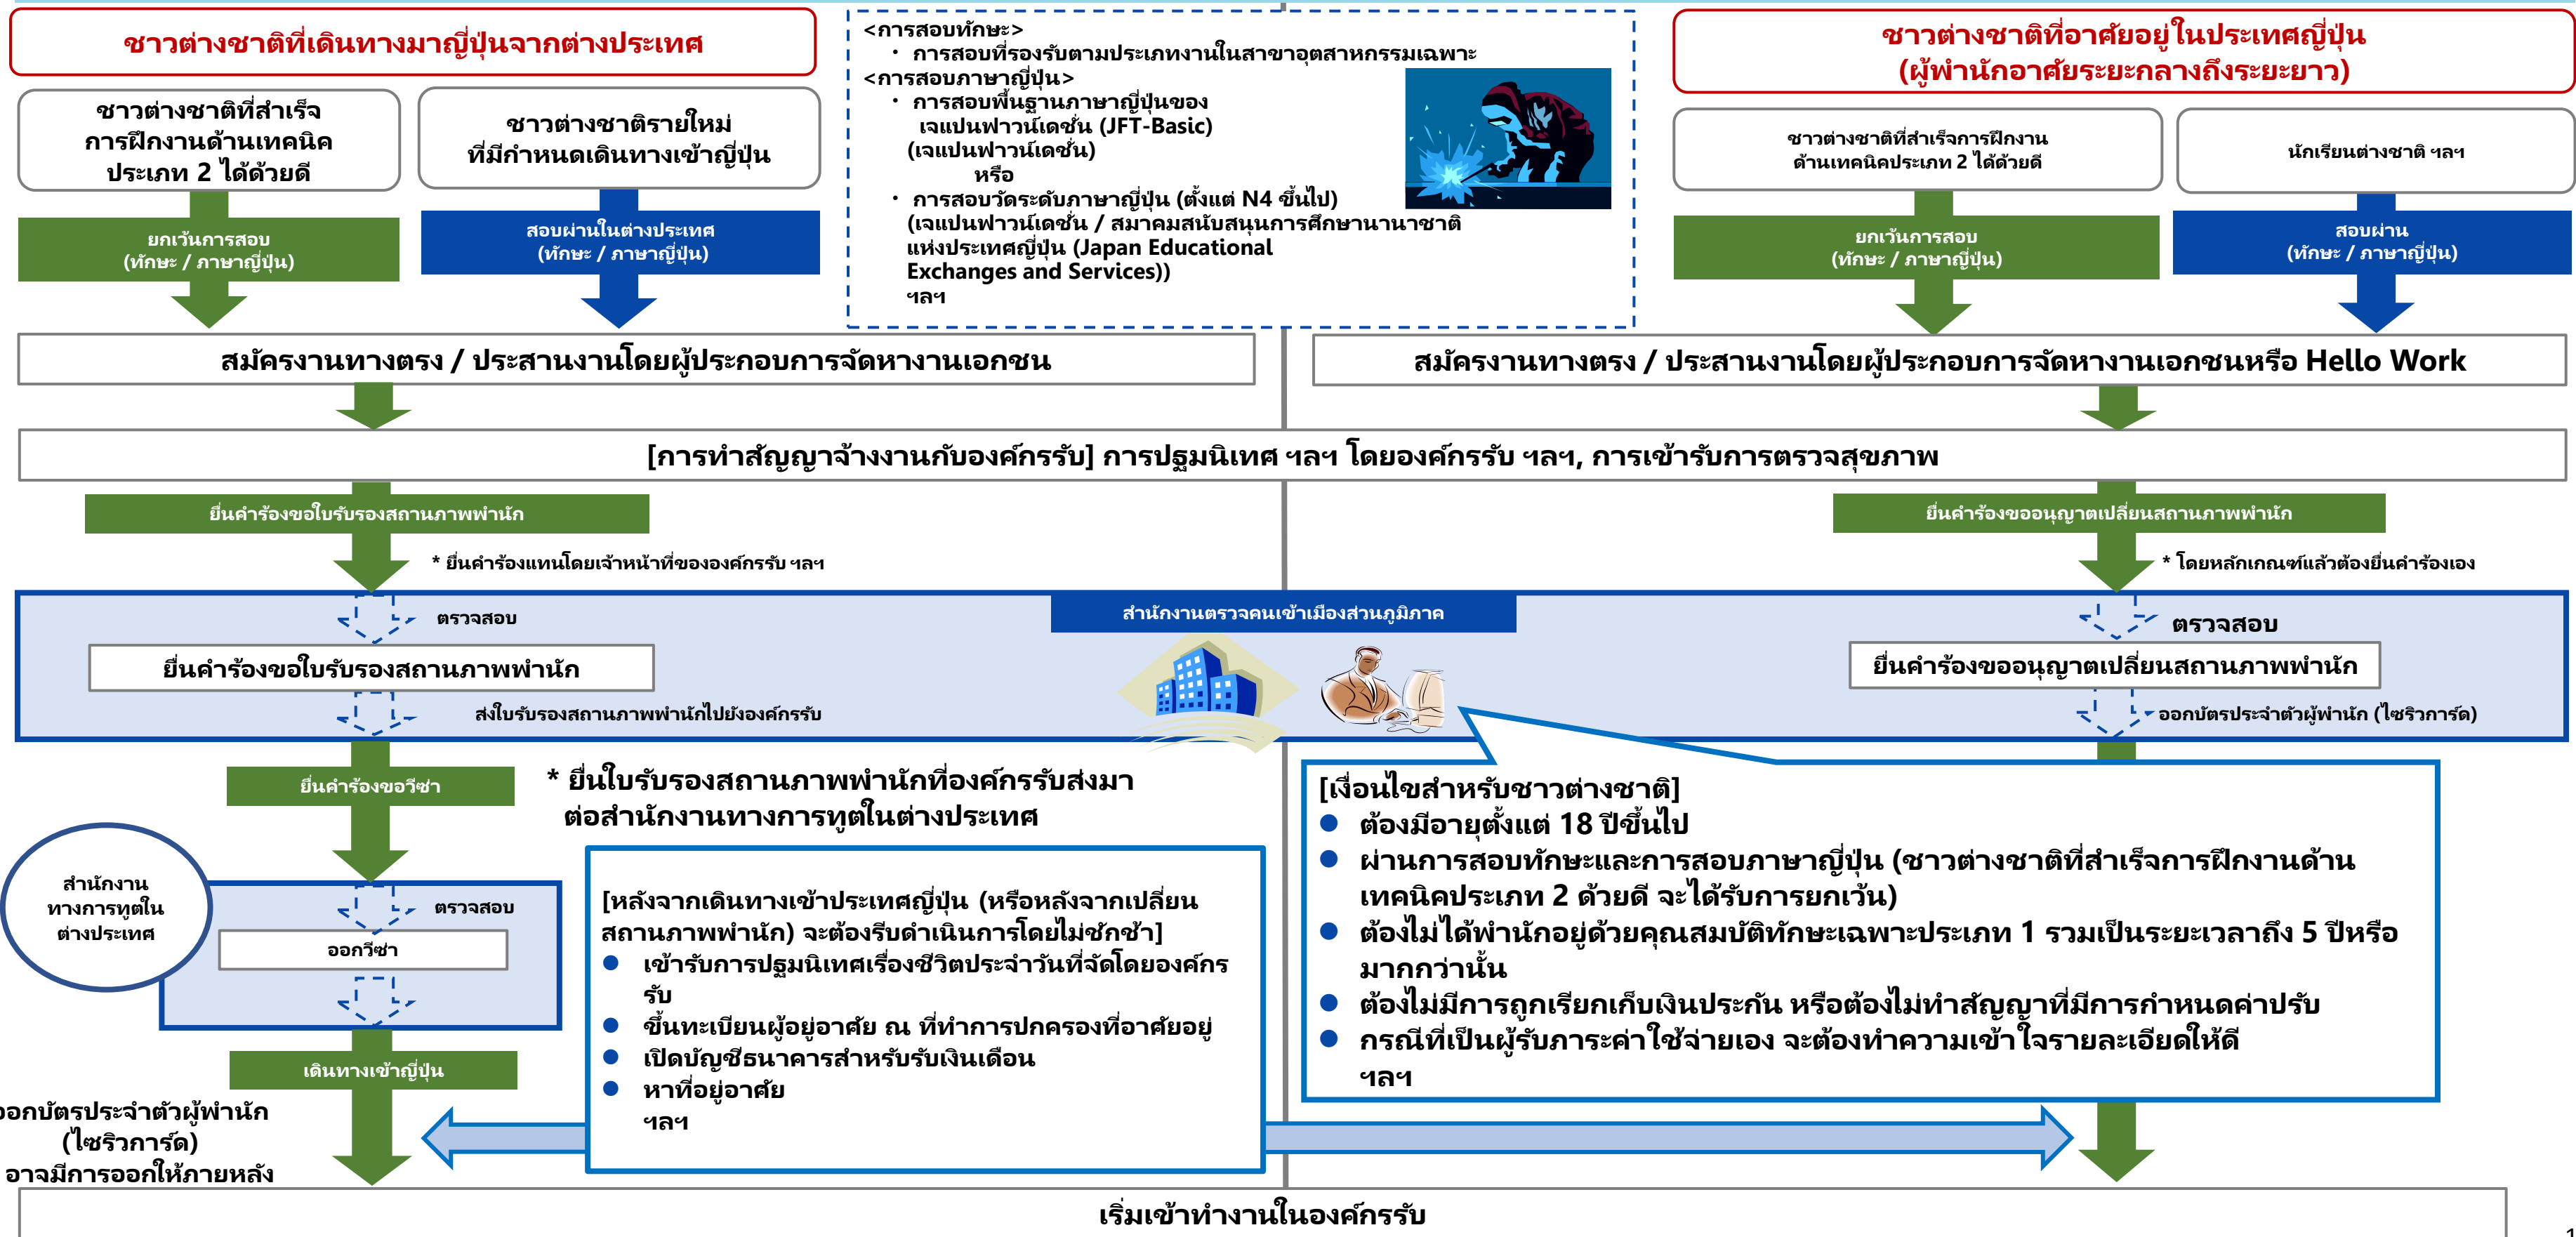 ชาวต่างชาติที่เดินทางมาญี่ปุ่นจากต่างประเทศ
ชาวต่างชาติที่สำเร็จ
การฝึกงานด้านเทคนิค
ประเภท 2 ได้ด้วยดี
ชาวต่างชาติรายใหม่
ที่มีกำหนดเดินทางเข้าญี่ปุ่น
ยกเว้นการสอบ
(ทักษะ / ภาษาญี่ปุ่น)
สอบผ่านในต่างประเทศ
(ทักษะ / ภาษาญี่ปุ่น)
<การสอบทักษะ>
・ การสอบที่รองรับตามประเภทงานในสาขาอุตสาหกรรมเฉพาะ
<การสอบภาษาญี่ปุ่น>
・ การสอบพื้นฐานภาษาญี่ปุ่นของ
เจแปนฟาวน์เดชั่น (JFT-Basic)
(เจแปนฟาวน์เดชั่น)
หรือ
・ การสอบวัดระดับภาษาญี่ปุ่น (ตั้งแต่ N4 ขึ้นไป)
(เจแปนฟาวน์เดชั่น / สมาคมสนับสนุนการศึกษานานาชาติ
แห่งประเทศญี่ปุ่น (Japan Educational
Exchanges and Services))
ฯลฯ
ชาวต่างชาติที่อาศัยอยู่ในประเทศญี่ปุ่น
(ผู้พำนักอาศัยระยะกลางถึงระยะยาว)
ชาวต่างชาติที่สำเร็จการฝึกงาน
ด้านเทคนิคประเภท 2 ได้ด้วยดี
นักเรียนต่างชาติ ฯลฯ
ยกเว้นการสอบ
(ทักษะ / ภาษาญี่ปุ่น)
สอบผ่าน
(ทักษะ / ภาษาญี่ปุ่น)
สมัครงานทางตรง / ประสานงานโดยผู้ประกอบการจัดหางานเอกชน
สมัครงานทางตรง / ประสานงานโดยผู้ประกอบการจัดหางานเอกชนหรือ Hello Work
[การทำสัญญาจ้างงานกับองค์กรรับ] การปฐมนิเทศ ฯลฯ โดยองค์กรรับ ฯลฯ, การเข้ารับการตรวจสุขภาพ
ยื่นคำร้องขอใบรับรองสถานภาพพำนัก
* ยื่นคำร้องแทนโดยเจ้าหน้าที่ขององค์กรรับ ฯลฯ
ยื่นคำร้องขออนุญาตเปลี่ยนสถานภาพพำนัก
* โดยหลักเกณฑ์แล้วต้องยื่นคำร้องเอง
สำนักงานตรวจคนเข้าเมืองส่วนภูมิภาค
ตรวจสอบ
ยื่นคำร้องขอใบรับรองสถานภาพพำนัก
ส่งใบรับรองสถานภาพพำนักไปยังองค์กรรับ
ตรวจสอบ
ยื่นคำร้องขออนุญาตเปลี่ยนสถานภาพพำนัก
ออกบัตรประจำตัวผู้พำนัก (ไซริวการ์ด)
ยื่นคำร้องขอวีซ่า
* ยื่นใบรับรองสถานภาพพำนักที่องค์กรรับส่งมา
ต่อสำนักงานทางการทูตในต่างประเทศ
สำนักงาน
ทางการทูตใน
ต่างประเทศ
ตรวจสอบ
ออกวีซ่า
เดินทางเข้าญี่ปุ่น
ออกบัตรประจำตัวผู้พำนัก
(ไซริวการ์ด)
อาจมีการออกให้ภายหลัง
[หลังจากเดินทางเข้าประเทศญี่ปุ่น (หรือหลังจากเปลี่ยน
สถานภาพพำนัก) จะต้องรีบดำเนินการโดยไม่ชักช้า]
● เข้ารับการปฐมนิเทศเรื่องชีวิตประจำวันที่จัดโดยองค์กร
รับ
● ขึ้นทะเบียนผู้อยู่อาศัย ณ ที่ทำการปกครองที่อาศัยอยู่
● เปิดบัญชีธนาคารสำหรับรับเงินเดือน
● หาที่อยู่อาศัย
ฯลฯ
[เงื่อนไขสำหรับชาวต่างชาติ]
● ต้องมีอายุตั้งแต่ 18 ปีขึ้นไป
● ผ่านการสอบทักษะและการสอบภาษาญี่ปุ่น (ชาวต่างชาติที่สำเร็จการฝึกงานด้าน
เทคนิคประเภท 2 ด้วยดี จะได้รับการยกเว้น)
● ต้องไม่ได้พำนักอยู่ด้วยคุณสมบัติทักษะเฉพาะประเภท 1 รวมเป็นระยะเวลาถึง 5 ปีหรือ
มากกว่านั้น
● ต้องไม่มีการถูกเรียกเก็บเงินประกัน หรือต้องไม่ทำสัญญาที่มีการกำหนดค่าปรับ
● กรณีที่เป็นผู้รับภาระค่าใช้จ่ายเอง จะต้องทำความเข้าใจรายละเอียดให้ดี
ฯลฯ
เริ่มเข้าทำงานในองค์กรรับ